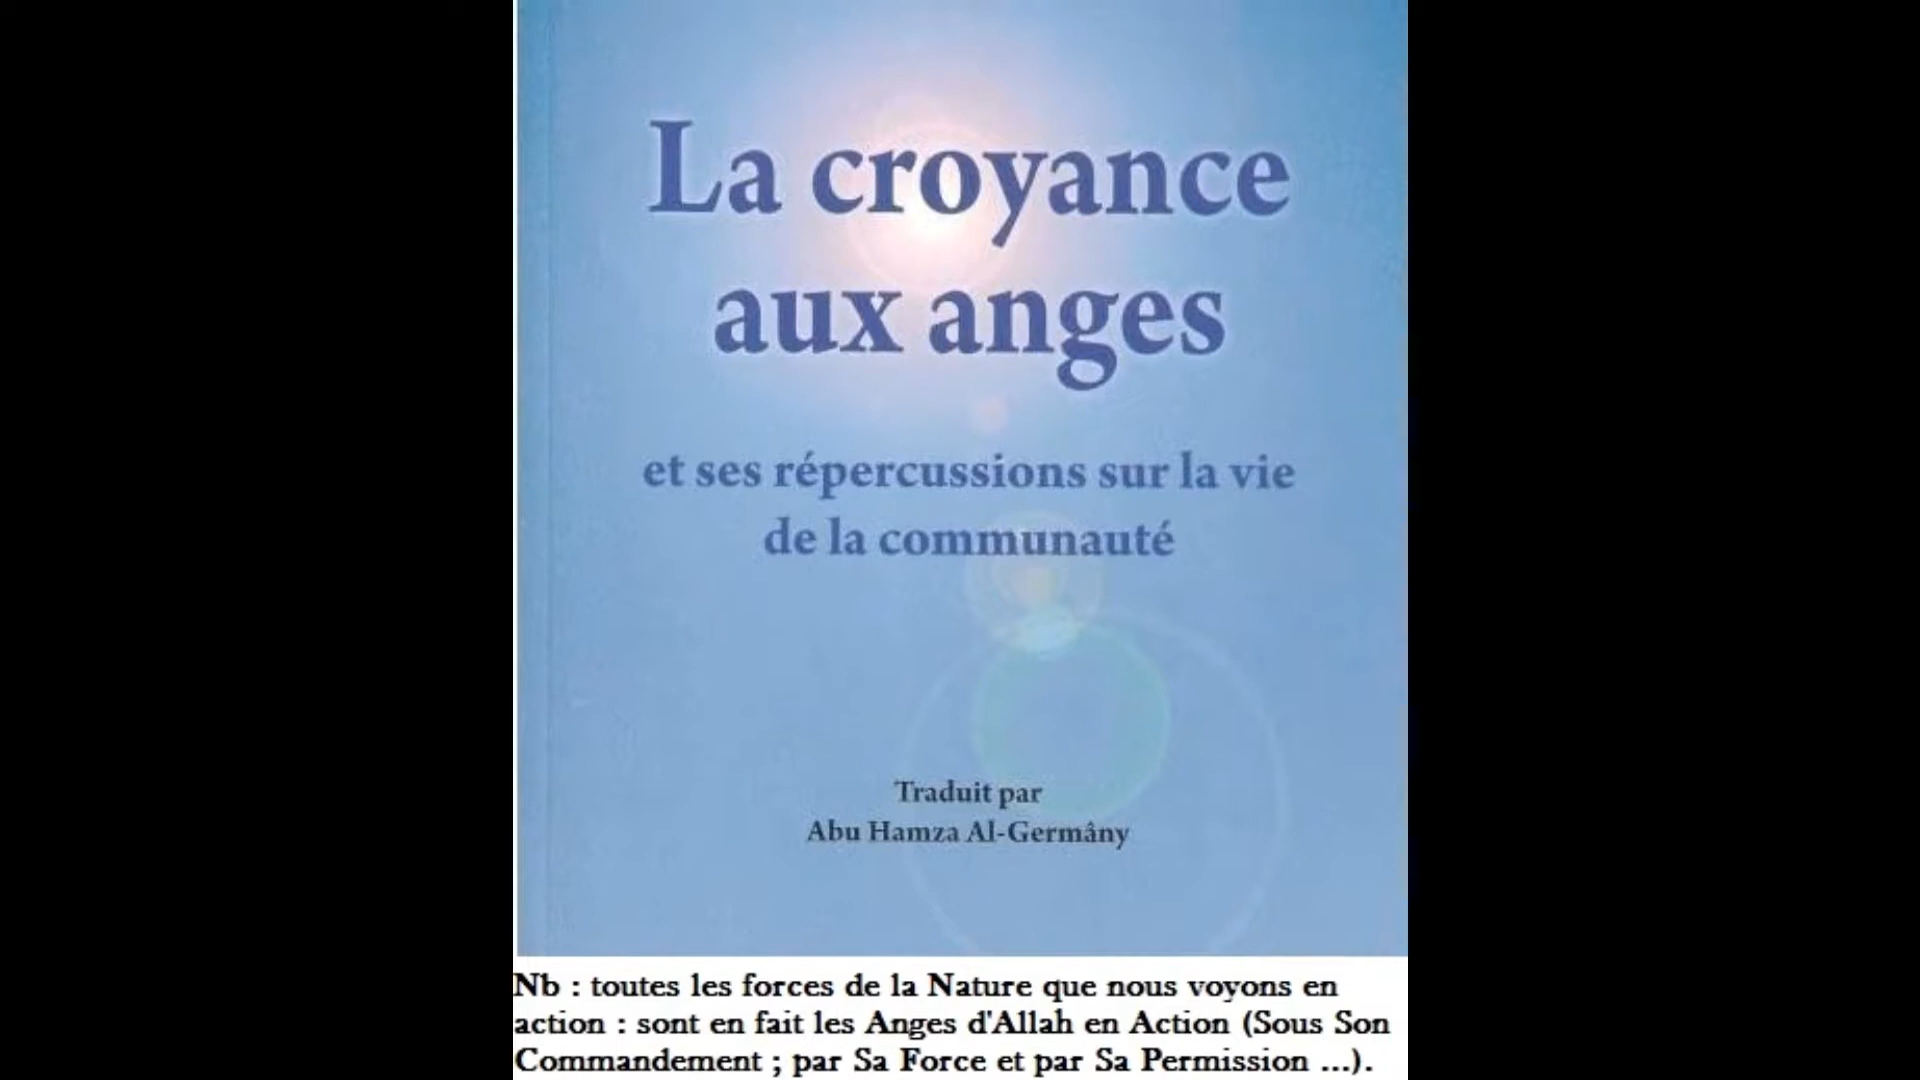 La croyance
aux anges
et ses répercussions sur la vie
de la communauté
Traduit par
Abu Hamza Al-Germâny
Nb : toutes les forces de la Nature que nous voyons en
action : sont en fait les Anges d'Allah en Action (Sous Son
Commandement ; par Sa Force et par Sa Permission ...).